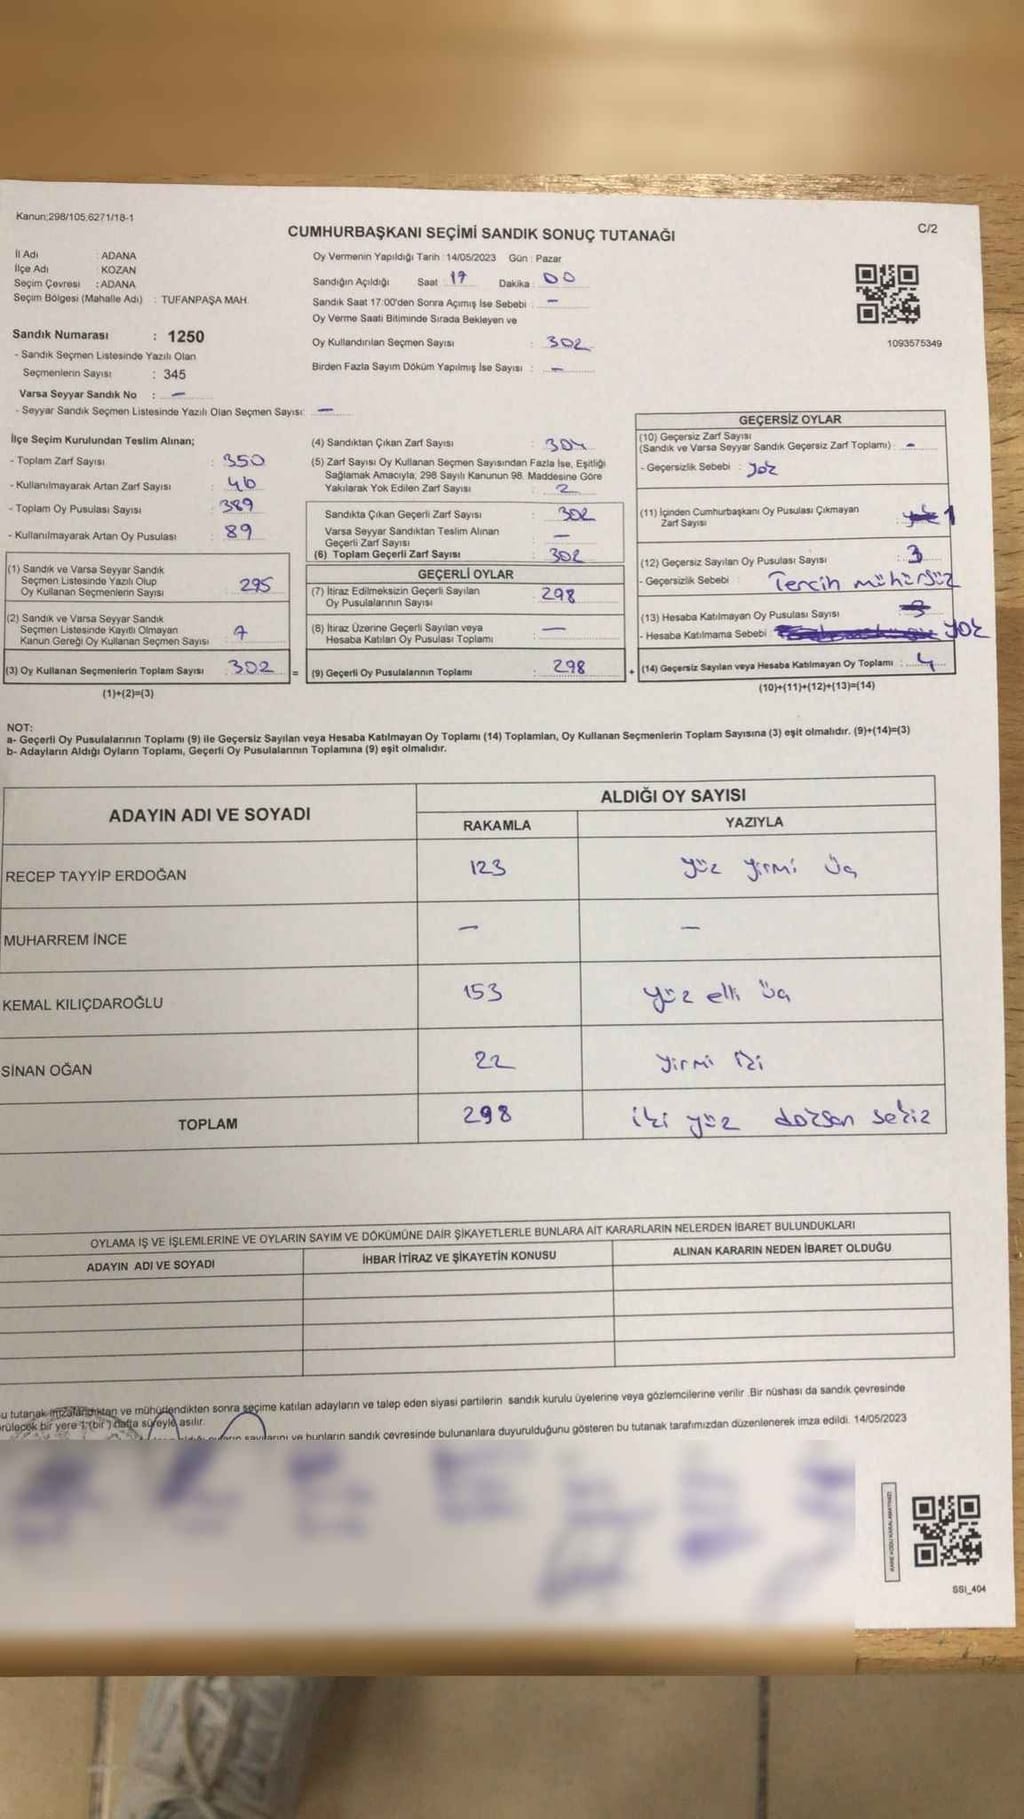 Kanun;298/105,6271/18-1
C/2
CUMHURBAŞKANI SEÇİMİ SANDIK SONUÇ TUTANAĞI
İl Adı : ADANA
İlçe Adı : KOZAN
Seçim Çevresi : ADANA
Seçim Bölgesi (Mahalle Adı) : TUFANPAŞA MAH.
Sandık Numarası : 1250
- Sandık Seçmen Listesinde Yazılı Olan
Seçmenlerin Sayısı : 345
Varsa Seyyar Sandık No : —
- Seyyar Sandık Seçmen Listesinde Yazılı Olan Seçmen Sayısı: —
Oy Vermenin Yapıldığı Tarih : 14/05/2023 Gün : Pazar
Sandığın Açıldığı Saat 17 Dakika : 00
Sandık Saat 17:00'den Sonra Açımış İse Sebebi : —
Oy Verme Saati Bitiminde Sırada Bekleyen ve
Oy Kullandırılan Seçmen Sayısı : 302
Birden Fazla Sayım Döküm Yapılmış İse Sayısı : —
1093575349
İlçe Seçim Kurulundan Teslim Alınan;
- Toplam Zarf Sayısı : 350
- Kullanılmayarak Artan Zarf Sayısı : 46
- Toplam Oy Pusulası Sayısı : 389
- Kullanılmayarak Artan Oy Pusulası : 89
(1) Sandık ve Varsa Seyyar Sandık
Seçmen Listesinde Yazılı Olup
Oy Kullanan Seçmenlerin Sayısı 295
(2) Sandık ve Varsa Seyyar Sandık
Seçmen Listesinde Kayıtlı Olmayan
Kanun Gereği Oy Kullanan Seçmen Sayısı 7
(3) Oy Kullanan Seçmenlerin Toplam Sayısı : 302 =
(1)+(2)=(3)
(4) Sandıktan Çıkan Zarf Sayısı : 304
(5) Zarf Sayısı Oy Kullanan Seçmen Sayısından Fazla İse, Eşitliği
Sağlamak Amacıyla; 298 Sayılı Kanunun 98. Maddesine Göre
Yakılarak Yok Edilen Zarf Sayısı : 2
Sandıkta Çıkan Geçerli Zarf Sayısı : 302
Varsa Seyyar Sandıktan Teslim Alınan
Geçerli Zarf Sayısı : —
(6) Toplam Geçerli Zarf Sayısı : 302
GEÇERLİ OYLAR
(7) İtiraz Edilmeksizin Geçerli Sayılan
Oy Pusulalarının Sayısı : 298
(8) İtiraz Üzerine Geçerli Sayılan veya
Hesaba Katılan Oy Pusulası Toplamı : —
(9) Geçerli Oy Pusulalarının Toplamı : 298 +
GEÇERSİZ OYLAR
(10) Geçersiz Zarf Sayısı
(Sandık ve Varsa Seyyar Sandık Geçersiz Zarf Toplamı) : —
- Geçersizlik Sebebi : yok
(11) İçinden Cumhurbaşkanı Oy Pusulası Çıkmayan
Zarf Sayısı : 1
(12) Geçersiz Sayılan Oy Pusulası Sayısı : 3
- Geçersizlik Sebebi : Tercih mühürsüz
(13) Hesaba Katılmayan Oy Pusulası Sayısı
- Hesaba Katılmama Sebebi yok
(14) Geçersiz Sayılan veya Hesaba Katılmayan Oy Toplamı : 4
(10)+(11)+(12)+(13)=(14)
NOT:
a- Geçerli Oy Pusulalarının Toplamı (9) ile Geçersiz Sayılan veya Hesaba Katılmayan Oy Toplamı (14) Toplamları, Oy Kullanan Seçmenlerin Toplam Sayısına (3) eşit olmalıdır. (9)+(14)=(3)
b- Adayların Aldığı Oyların Toplamı, Geçerli Oy Pusulalarının Toplamına (9) eşit olmalıdır.
ADAYIN ADI VE SOYADI
ALDIĞI OY SAYISI
RAKAMLA YAZIYLA
RECEP TAYYİP ERDOĞAN 123 yüz yirmi üç
MUHARREM İNCE — —
KEMAL KILIÇDAROĞLU 153 yüz elli üç
SİNAN OĞAN 22 yirmi iki
TOPLAM 298 iki yüz doksan sekiz
OYLAMA İŞ VE İŞLEMLERİNE VE OYLARIN SAYIM VE DÖKÜMÜNE DAİR ŞİKAYETLERLE BUNLARA AİT KARARLARIN NELERDEN İBARET BULUNDUKLARI
ADAYIN ADI VE SOYADI İHBAR İTİRAZ VE ŞİKAYETİN KONUSU ALINAN KARARIN NEDEN İBARET OLDUĞU
u tutanak imzalandıktan ve mühürlendikten sonra seçime katılan adayların ve talep eden siyasi partilerin sandık kurulu üyelerine veya gözlemcilerine verilir .Bir nüshası da sandık çevresinde
rülecek bir yere 1 (bir ) hafta süreyle asılır.
ve bunların sandık çevresinde bulunanlara duyurulduğunu gösteren bu tutanak tarafımızdan düzenlenerek imza edildi. 14/05/2023
SSI_404